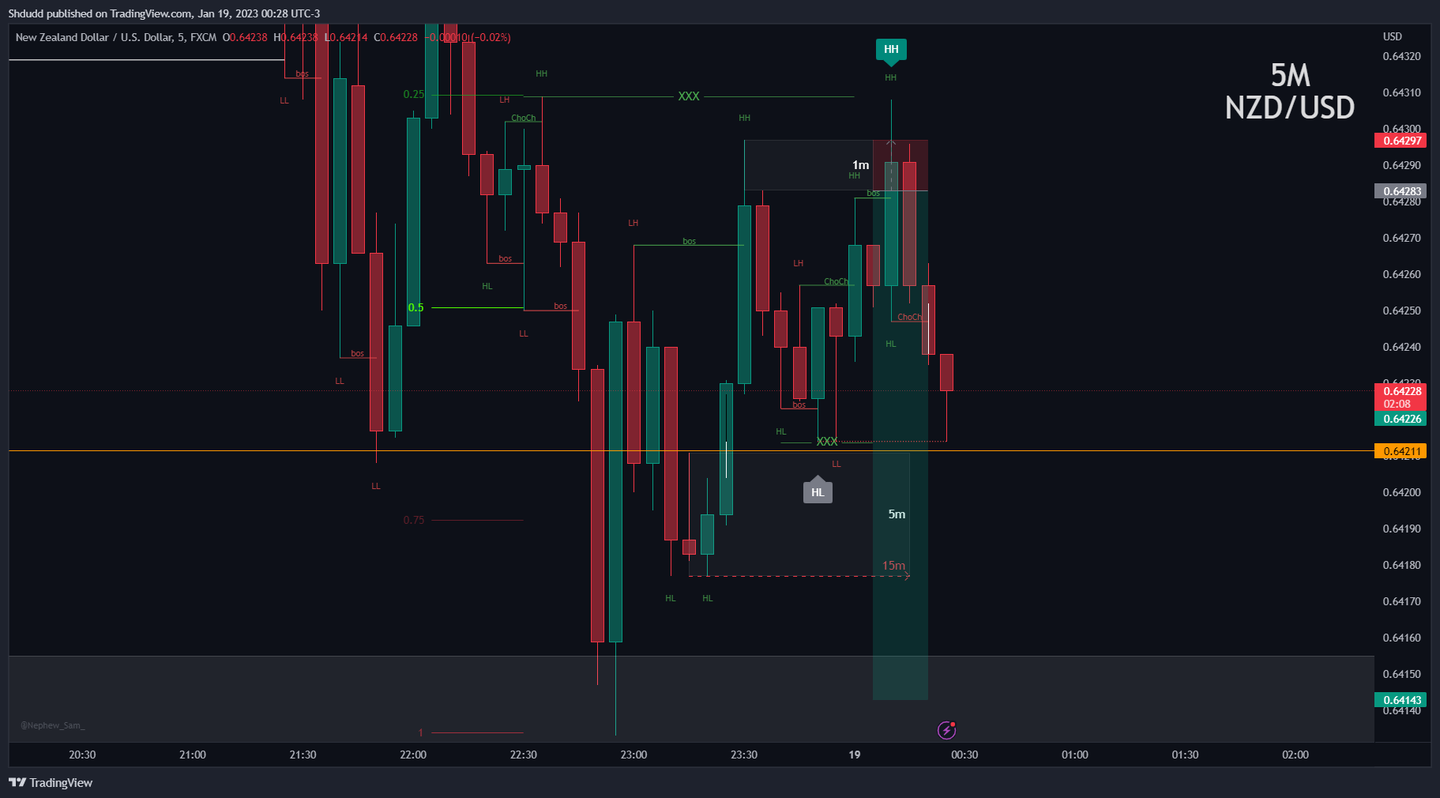 Shdudd published on TradingView.com, Jan 19, 2023 00:28 UTC-3
New Zealand Dollar / U.S. Dollar, 5, FXCM O0.64238 H0.64238 L0.64214 C0.64228 −0.00010 (−0.02%)
USD
5M
NZD/USD
0.64320
0.64310
0.64300
0.64297
0.64290
0.64283
0.64280
0.64270
0.64260
0.64250
0.64240
0.64230
0.64228
02:08
0.64226
0.64211
0.64200
0.64190
0.64180
0.64170
0.64160
0.64150
0.64143
0.64140
HH
HH
bos
LL
HH
0.25
LH
XXX
ChoCh
HH
1m
HH
bos
LH
bos
bos
LH
ChoCh
HL
0.5
bos
ChoCh
LL
HL
bos
LL
bos
HL
XXX
LL
LL
HL
0.75
5m
15m
HL
HL
@Nephew_Sam_
1
20:30
21:00
21:30
22:00
22:30
23:00
23:30
19
00:30
01:00
01:30
02:00
TradingView